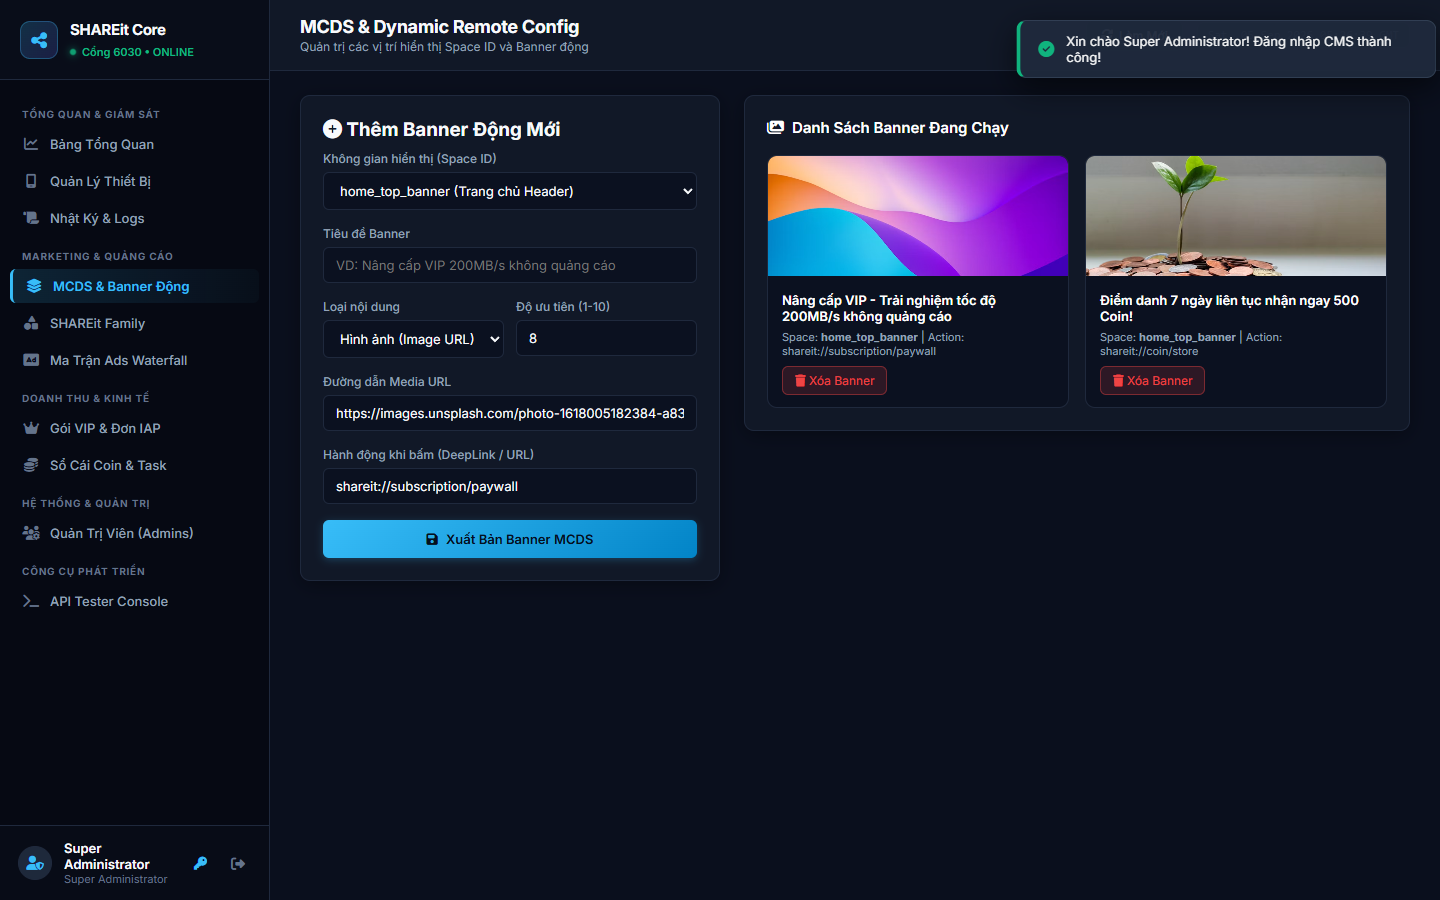 SHAREit Core
Cổng 6030 • ONLINE
TỔNG QUAN & GIÁM SÁT
Bảng Tổng Quan
Quản Lý Thiết Bị
Nhật Ký & Logs
MARKETING & QUẢNG CÁO
MCDS & Banner Động
SHAREit Family
Ad
Ma Trận Ads Waterfall
DOANH THU & KINH TẾ
Gói VIP & Đơn IAP
Sổ Cái Coin & Task
HỆ THỐNG & QUẢN TRỊ
Quản Trị Viên (Admins)
CÔNG CỤ PHÁT TRIỂN
API Tester Console
Super
Administrator
Super Administrator
MCDS & Dynamic Remote Config
Quản trị các vị trí hiển thị Space ID và Banner động
Xin chào Super Administrator! Đăng nhập CMS thành
công!
Thêm Banner Động Mới
Không gian hiển thị (Space ID)
home_top_banner (Trang chủ Header)
Tiêu đề Banner
VD: Nâng cấp VIP 200MB/s không quảng cáo
Loại nội dung
Độ ưu tiên (1-10)
Hình ảnh (Image URL)
8
Đường dẫn Media URL
https://images.unsplash.com/photo-1618005182384-a83
Hành động khi bấm (DeepLink / URL)
shareit://subscription/paywall
Xuất Bản Banner MCDS
Danh Sách Banner Đang Chạy
Nâng cấp VIP - Trải nghiệm tốc độ
200MB/s không quảng cáo
Space: home_top_banner | Action:
shareit://subscription/paywall
Xóa Banner
Điểm danh 7 ngày liên tục nhận ngay 500
Coin!
Space: home_top_banner | Action:
shareit://coin/store
Xóa Banner